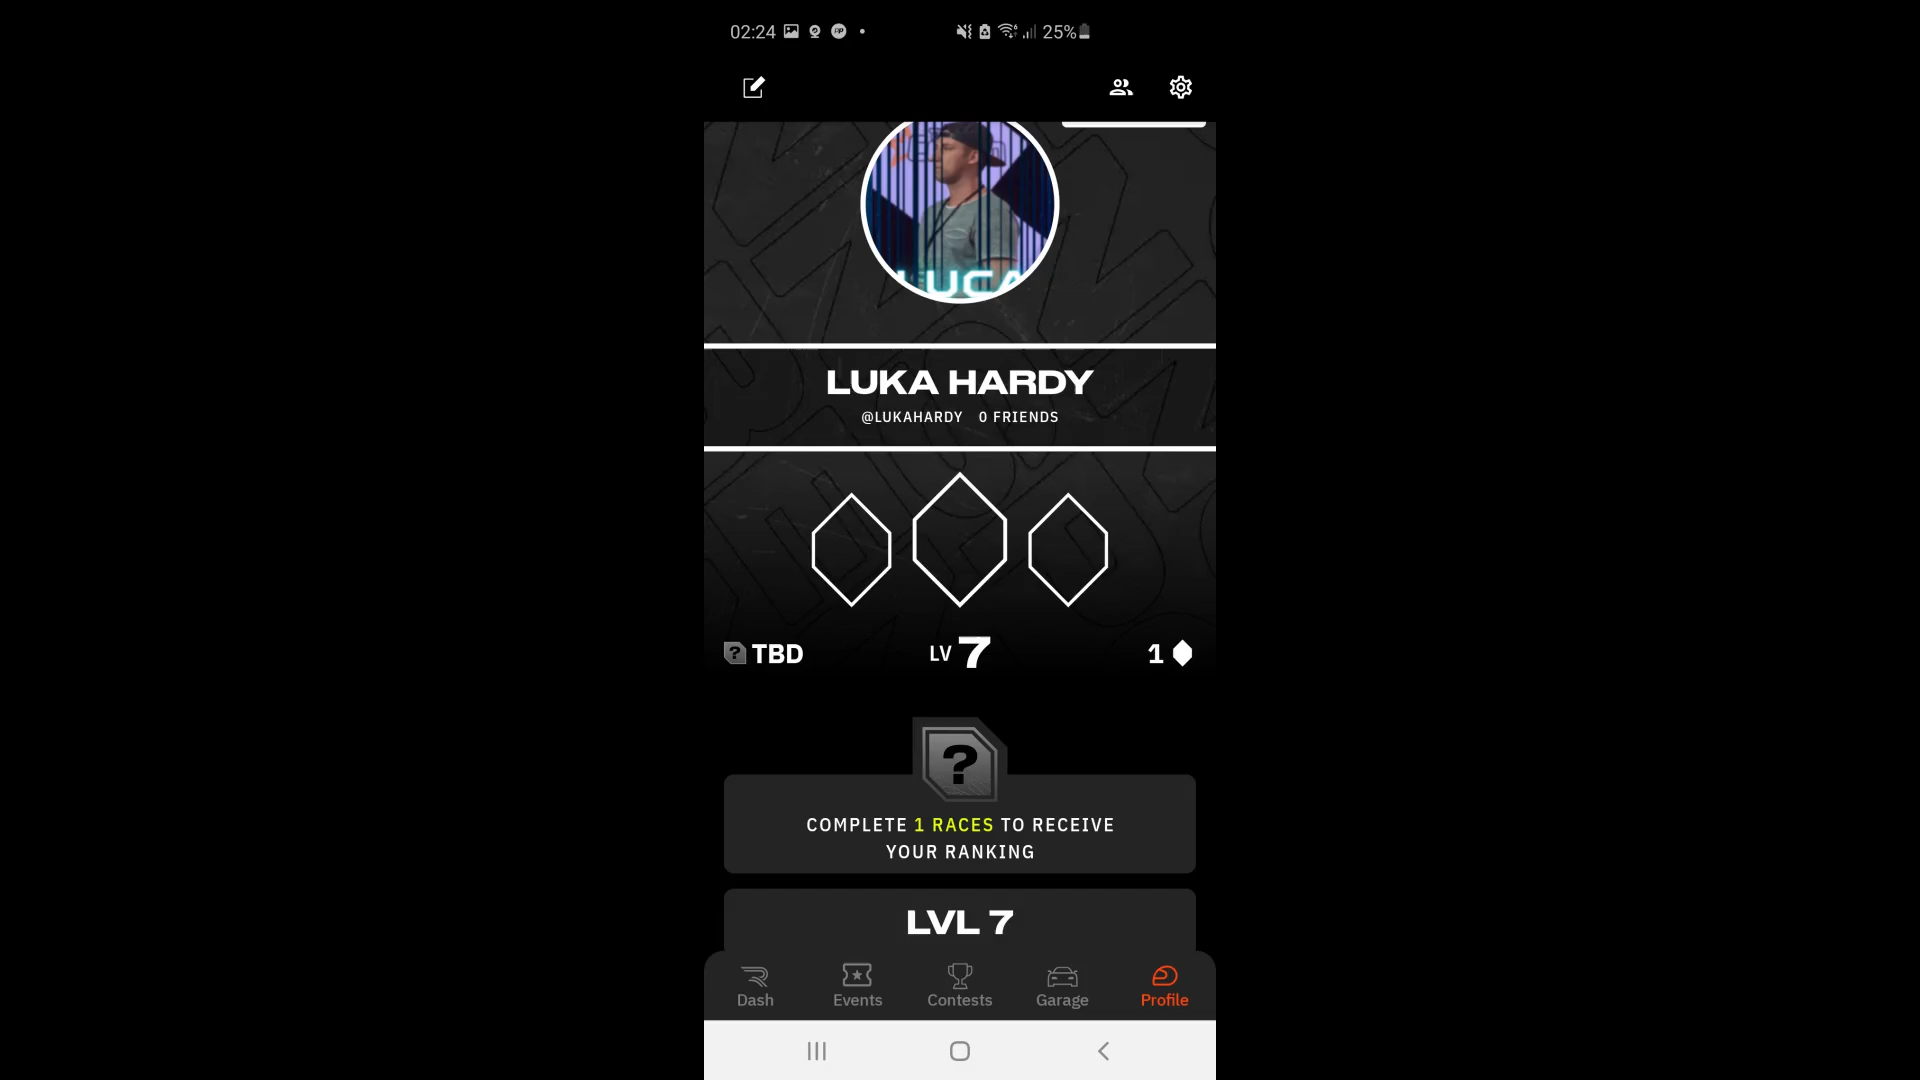 02:24
25%
LUCA
LUKA HARDY
@LUKAHARDY 0 FRIENDS
? TBD
LV 7
1
?
COMPLETE 1 RACES TO RECEIVE
YOUR RANKING
LVL 7
Dash
Events
Contests
Garage
Profile